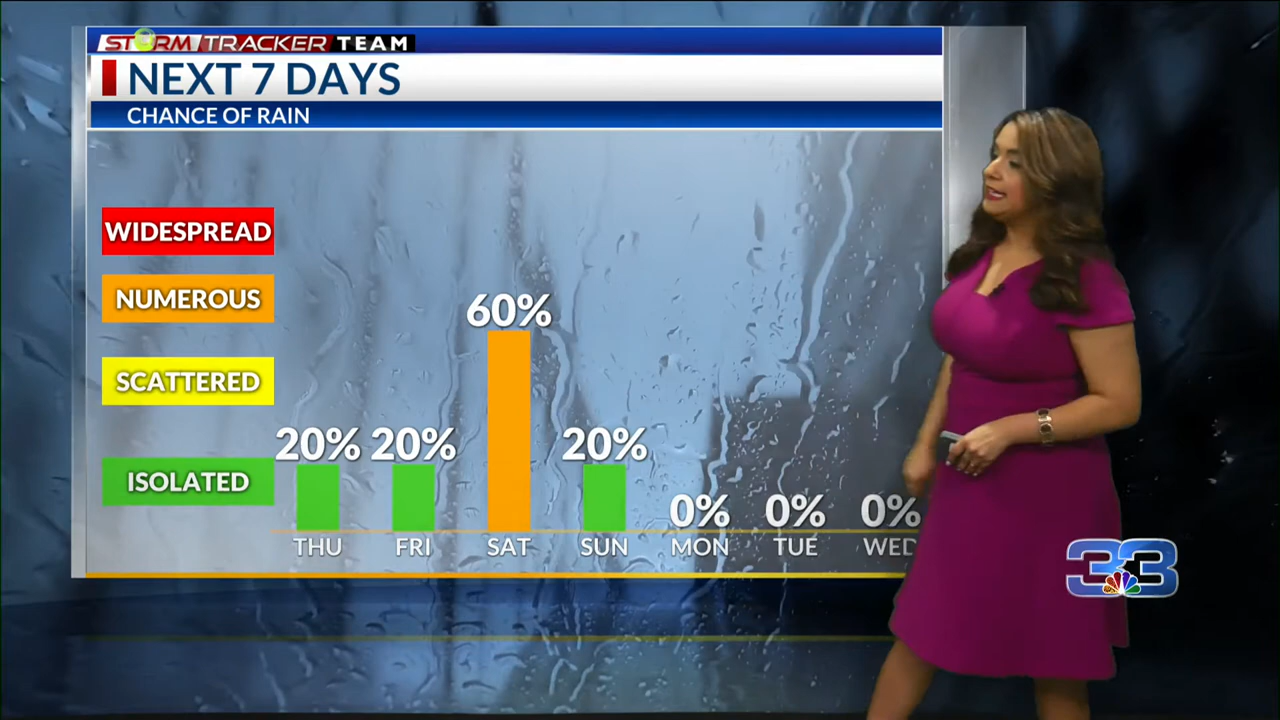 STORM TRACKER TEAM
NEXT 7 DAYS
CHANCE OF RAIN
WIDESPREAD
NUMEROUS
60%
SCATTERED
20% 20% 20%
ISOLATED
0% 0% 0%
THU FRI SAT SUN MON TUE WED
33